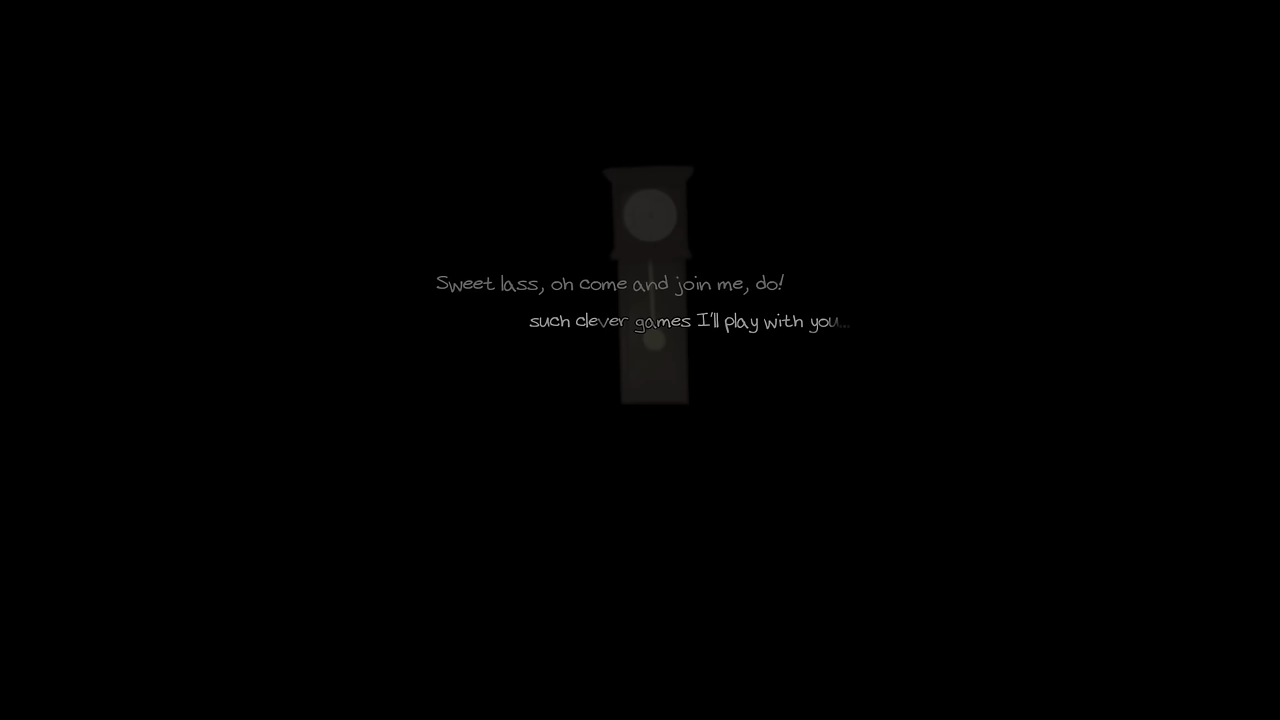 Sweet lass, oh come and join me, do!
such clever games I'll play with you...